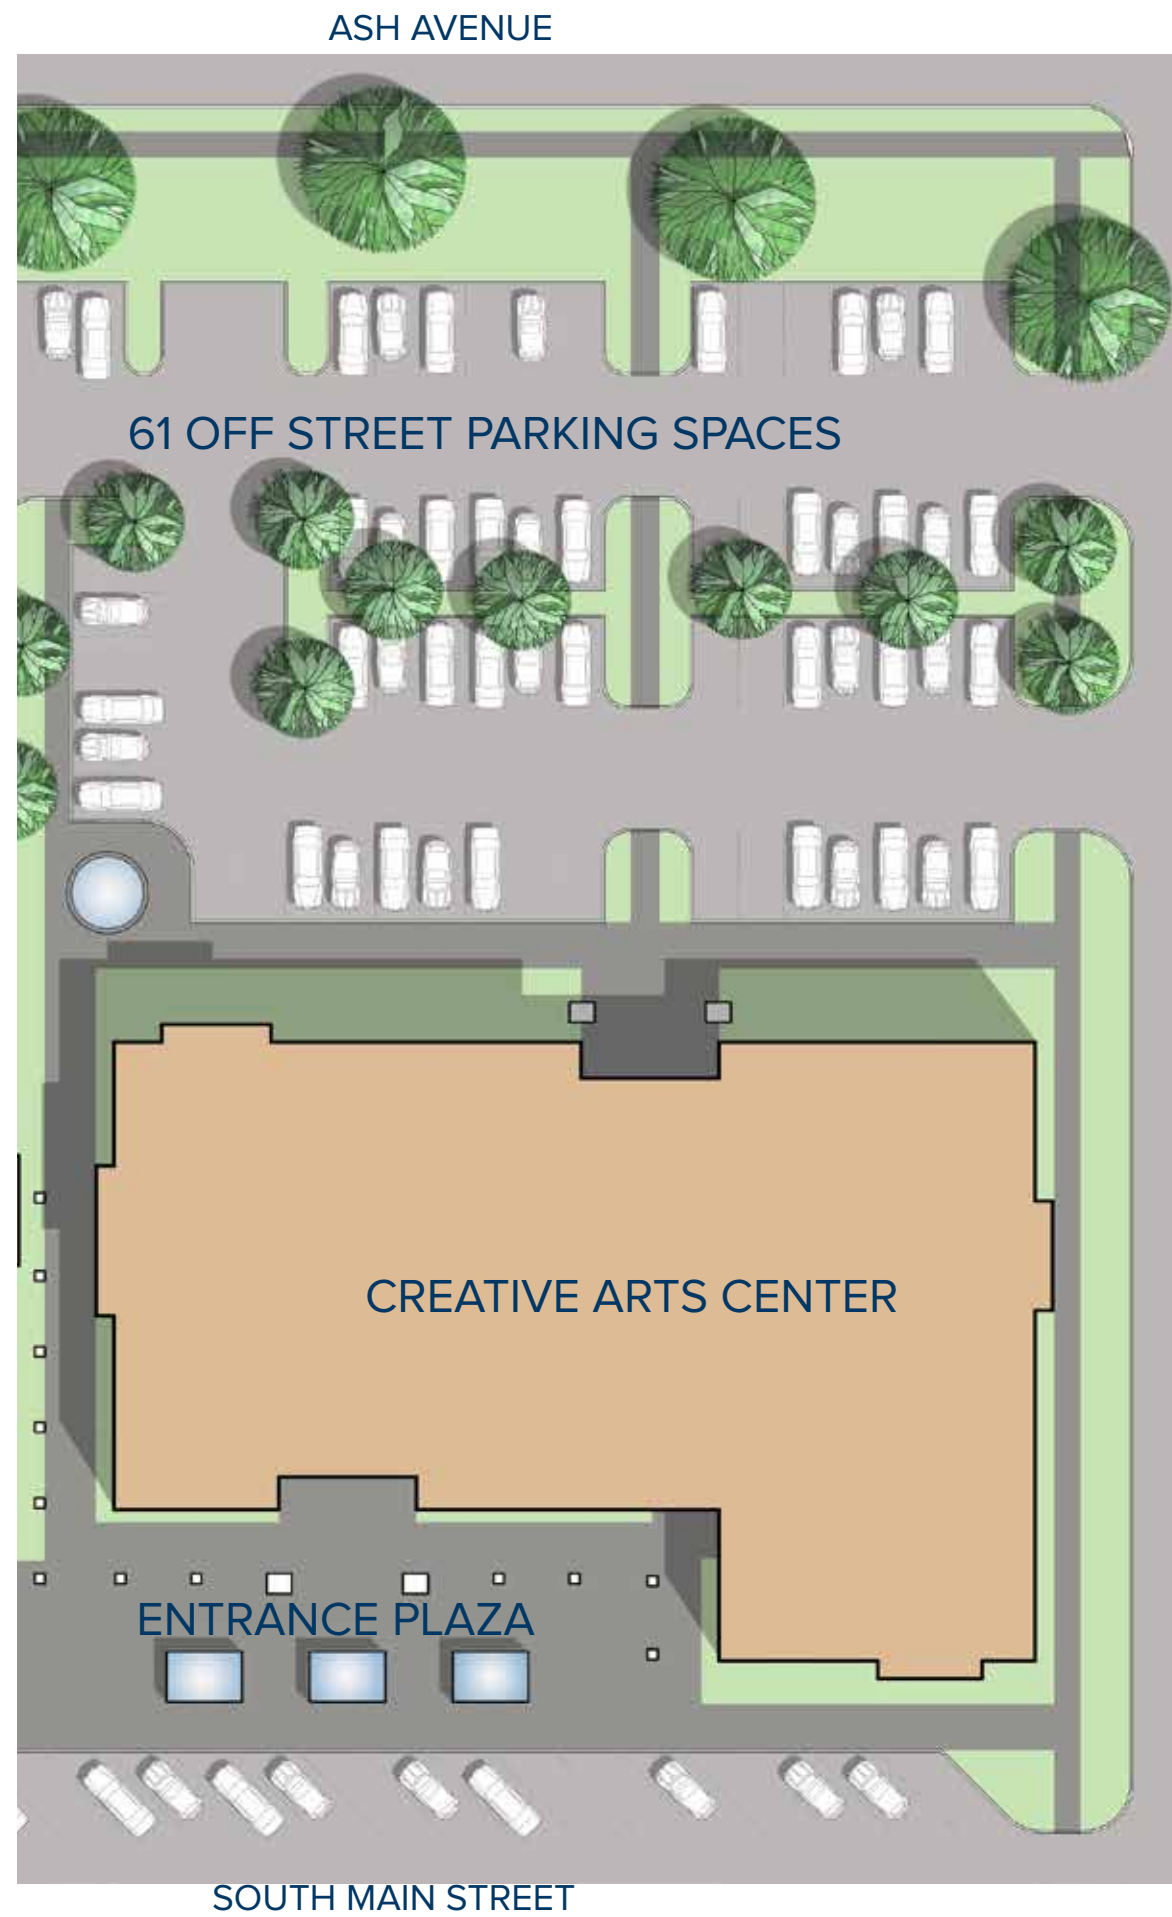 ASH AVENUE
61 OFF STREET PARKING SPACES
CREATIVE ARTS CENTER
ENTRANCE PLAZA
SOUTH MAIN STREET